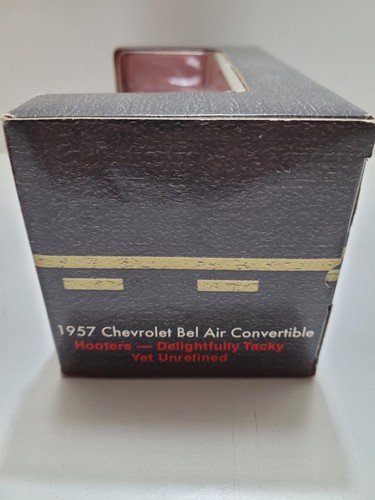 1957 Chevrolet Bel Air Convertible
Hooters — Delightfully Tacky
Yet Unrefined